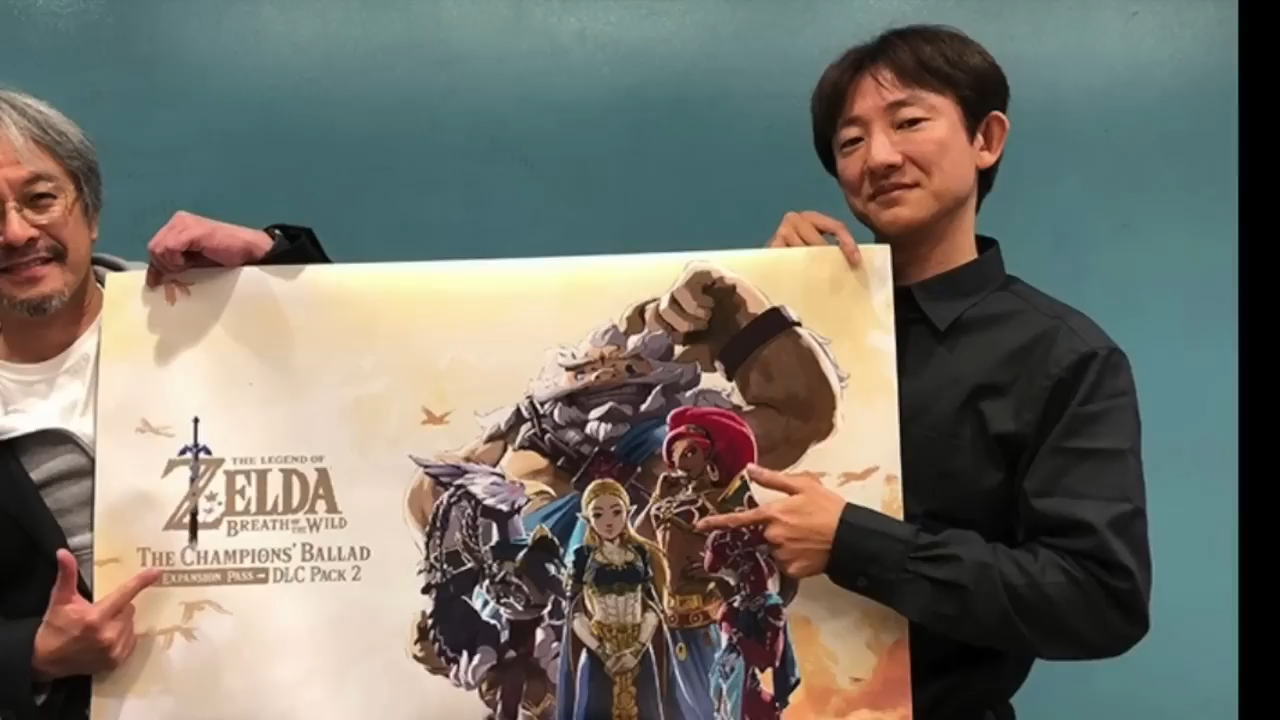 THE LEGEND OF
ZELDA
BREATH OF THE WILD
THE CHAMPIONS' BALLAD
EXPANSION PASS DLC PACK 2